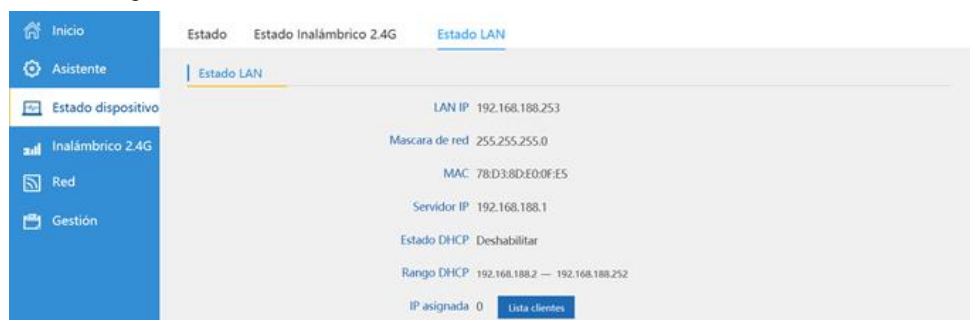 Inicio
Asistente
Estado dispositivo
Inalámbrico 2.4G
Red
Gestión
Estado Estado Inalámbrico 2.4G Estado LAN
Estado LAN
LAN IP 192.168.188.253
Mascara de red 255.255.255.0
MAC 78:D3:8D:E0:0F:E5
Servidor IP 192.168.188.1
Estado DHCP Deshabilitar
Rango DHCP 192.168.188.2 — 192.168.188.252
IP asignada 0 Lista clientes